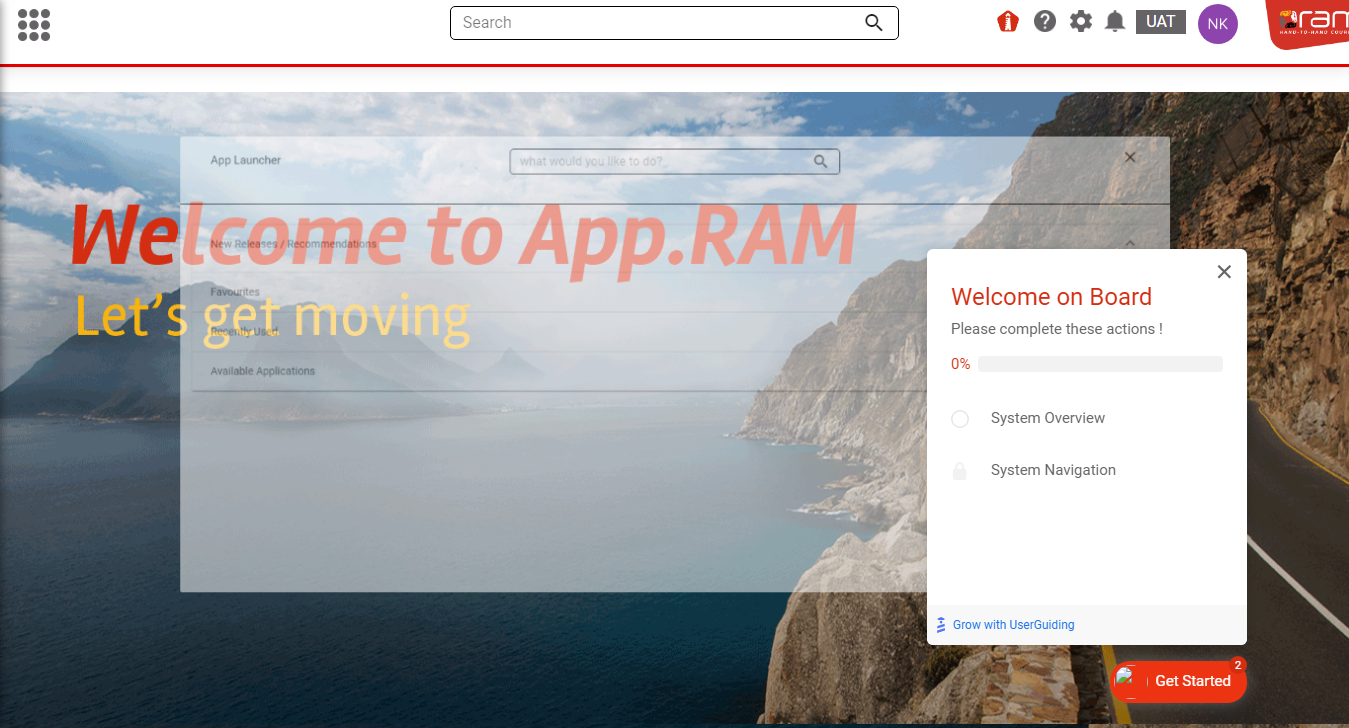 Search
UAT
NK
ram
HAND-TO-HAND COUR
App Launcher
what would you like to do?
Welcome to App.RAM
New Releases / Recommendations
Favourites
Let's get moving
Recently Used
Available Applications
Welcome on Board
Please complete these actions !
0%
System Overview
System Navigation
Grow with UserGuiding
2
Get Started